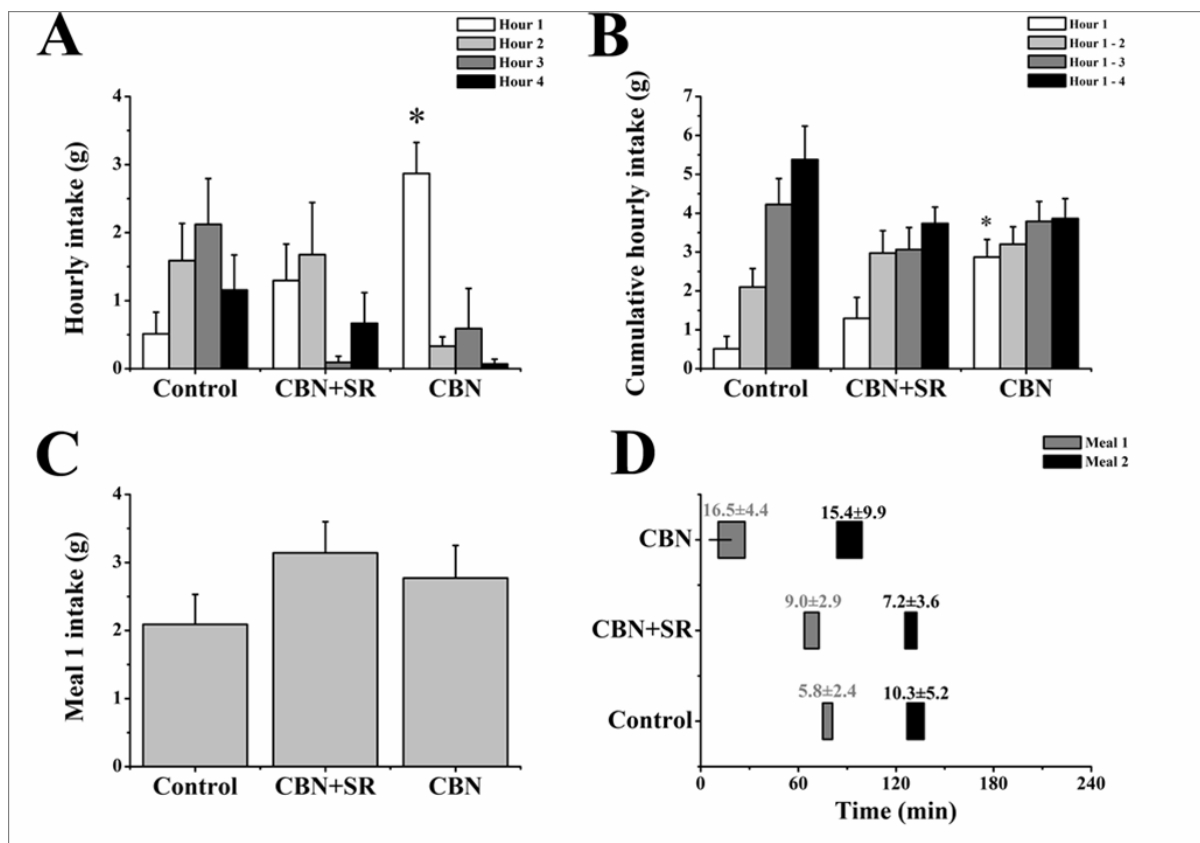 A
Hour 1
Hour 2
Hour 3
Hour 4
Hourly intake (g)
4
3
2
1
0
*
Control CBN+SR CBN
B
Hour 1
Hour 1 - 2
Hour 1 - 3
Hour 1 - 4
Cumulative hourly intake (g)
7
6
5
4
3
2
1
0
*
Control CBN+SR CBN
C
Meal 1 intake (g)
4
3
2
1
0
Control CBN+SR CBN
D
Meal 1
Meal 2
CBN
16.5±4.4 15.4±9.9
CBN+SR
9.0±2.9 7.2±3.6
Control
5.8±2.4 10.3±5.2
0 60 120 180 240
Time (min)